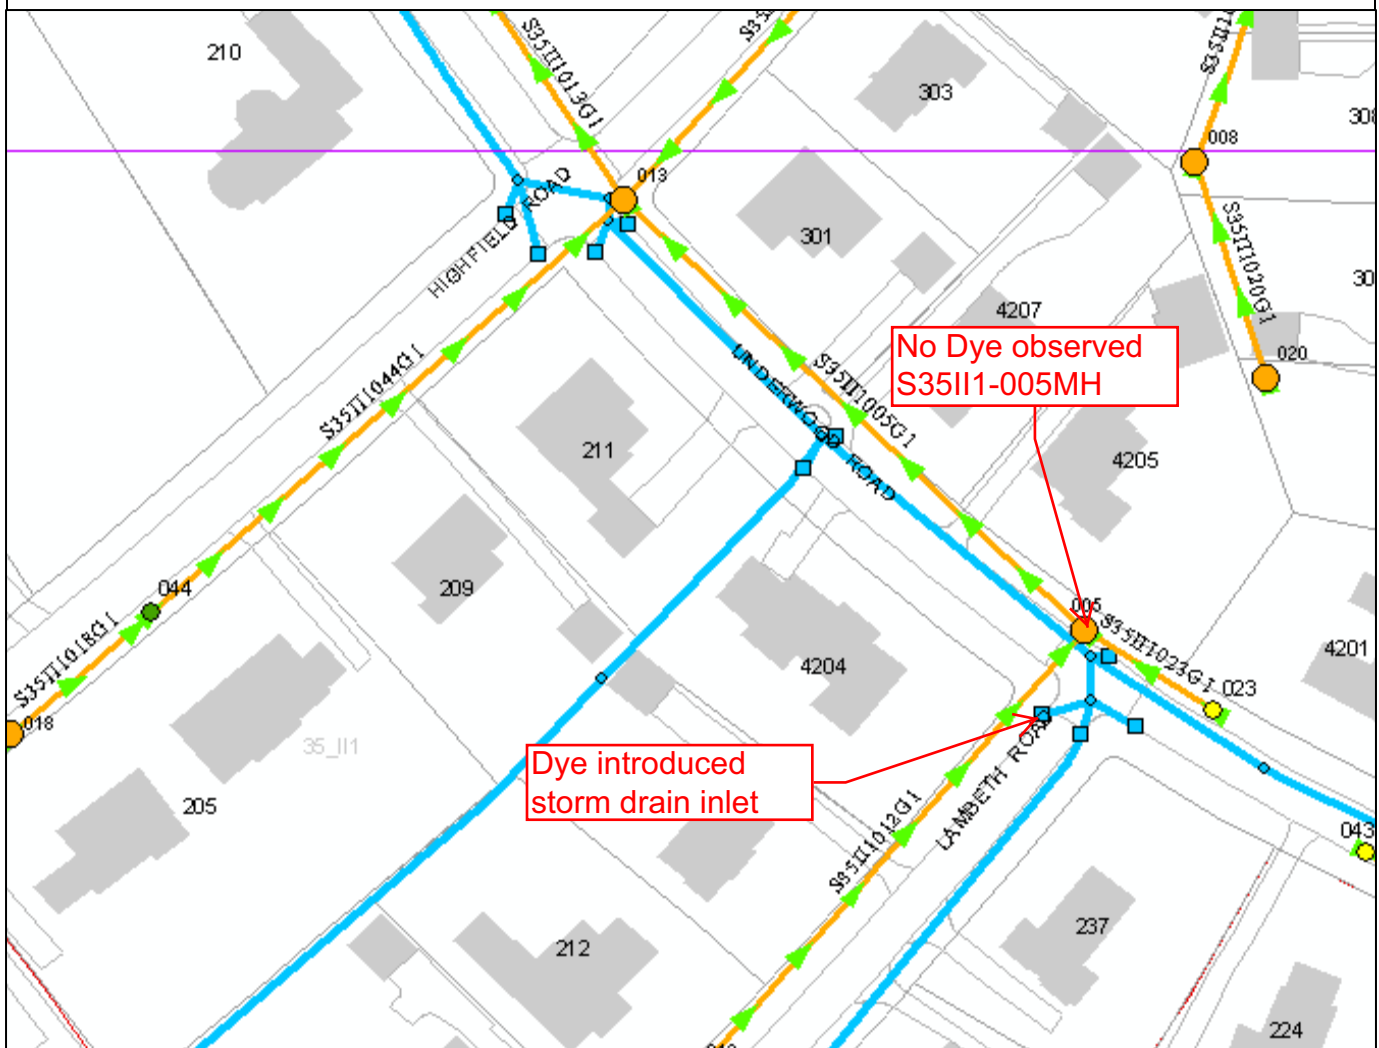 210
S35II1013G1
303
308
008
013
HIGHFIELD ROAD
301
S35II1020G1
30
4207
No Dye observed
S35II1-005MH
020
UNDERWOOD ROAD
S35II1005G1
S35II1044G1
211
4205
044
209
005
S35II1023G1
4201
S35II1018G1
4204
023
018
35_II1
Dye introduced
storm drain inlet
LAMBETH ROAD
205
S35II1012G1
043
237
212
224